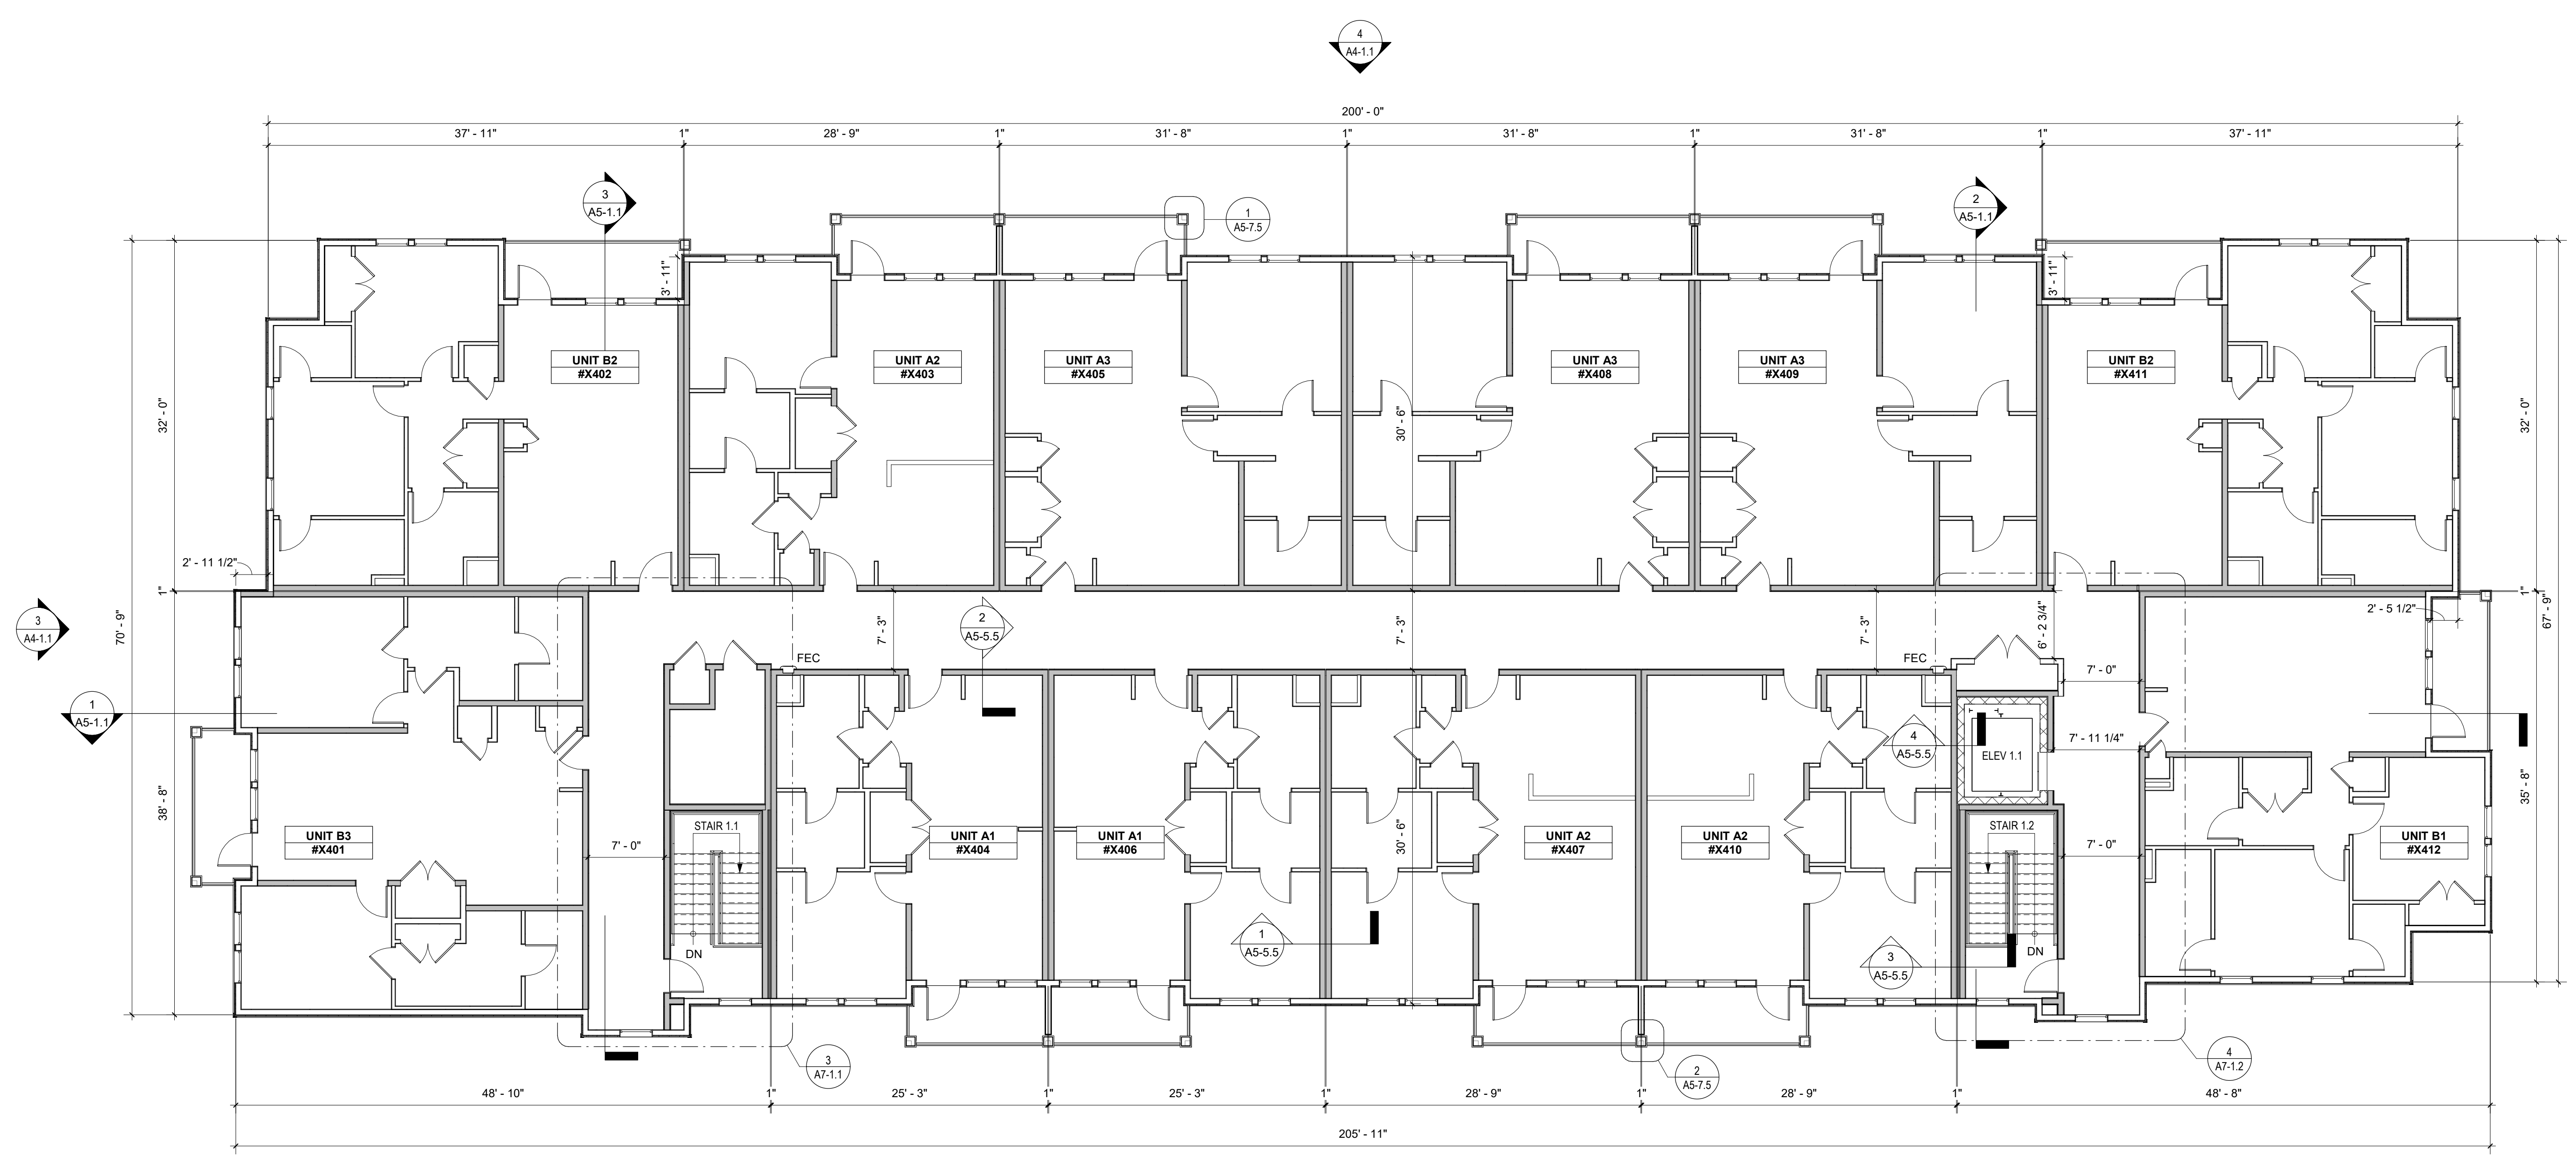 4
A4-1.1
200' - 0"
37' - 11"
1"
28' - 9"
1"
31' - 8"
1"
31' - 8"
1"
31' - 8"
1"
37' - 11"
3
A5-1.1
1
A5-7.5
2
A5-1.1
3' - 11"
3' - 11"
UNIT B2
#X402
UNIT A2
#X403
UNIT A3
#X405
UNIT A3
#X408
UNIT A3
#X409
UNIT B2
#X411
32' - 0"
30' - 6"
32' - 0"
2' - 11 1/2"
1"
1"
2' - 5 1/2"
3
A4-1.1
70' - 9"
67' - 9"
7' - 3"
2
A5-5.5
7' - 3"
7' - 3"
6' - 2 3/4"
FEC
FEC
7' - 0"
1
A5-1.1
4
A5-5.5
ELEV 1.1
7' - 11 1/4"
38' - 8"
35' - 8"
UNIT B3
#X401
7' - 0"
STAIR 1.1
UNIT A1
#X404
UNIT A1
#X406
30' - 6"
UNIT A2
#X407
UNIT A2
#X410
STAIR 1.2
7' - 0"
UNIT B1
#X412
DN
1
A5-5.5
3
A5-5.5
DN
3
A7-1.1
2
A5-7.5
4
A7-1.2
48' - 10"
1"
25' - 3"
1"
25' - 3"
1"
28' - 9"
1"
28' - 9"
1"
48' - 8"
205' - 11"